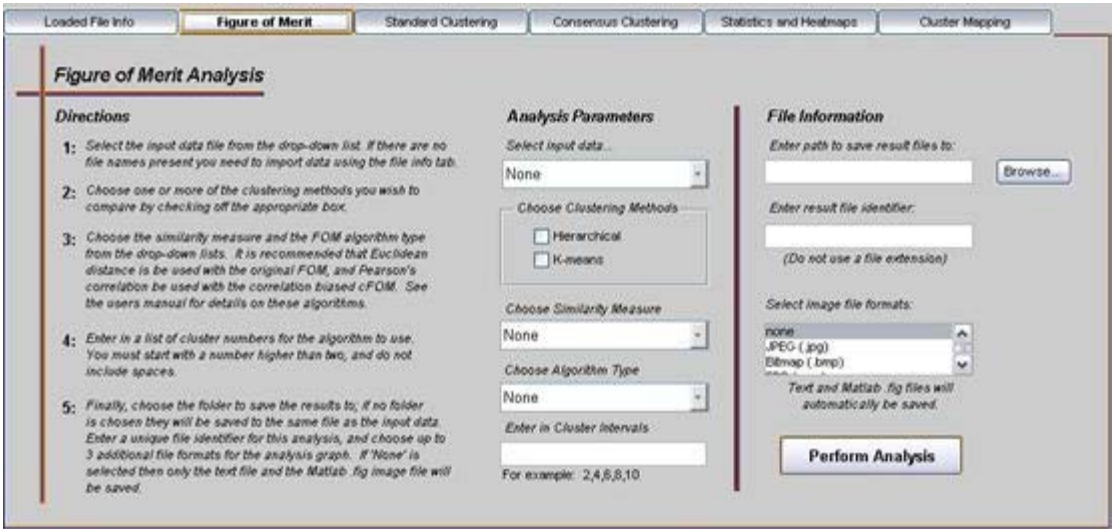 Loaded File Info
Figure of Merit
Standard Clustering
Consensus Clustering
Statistics and Heatmaps
Cluster Mapping
Figure of Merit Analysis
Directions
1: Select the input data file from the drop-down list. If there are
file names present you need to import data using the file info tab.
2: Choose one or more of the clustering methods you wish to
compare by checking off the appropriate box.
3: Choose the similarity measure and the FOM algorithm type
from the drop-down lists. It is recommended that Euclidean
distance is be used with the original FOM, and Pearson's
correlation be used with the correlation biased cFOM. See
the users manual for details on these algorithms.
4: Enter in a list of cluster numbers for the algorithm to use.
You must start with a number higher than two, and do not
include spaces.
5: Finally, choose the folder to save the results to; if no folder
is chosen they will be saved to the same file as the input data.
Enter a unique file identifier for this analysis, and choose up to
3 additional file formats for the analysis graph. If 'None' is
selected then only the text file and the Matlab .fig image file will
be saved.
Analysis Parameters
Select input data...
None
Choose Clustering Methods
Hierarchical
K-means
Choose Similarity Measure
None
Choose Algorithm Type
None
Enter in Cluster Intervals
For example: 2,4,6,8,10
File Information
Enter path to save result files to:
Browse...
Enter result file identifier:
(Do not use a file extension)
Select image file formats:
none
JPEG (.jpg)
Bitmap (.bmp)
Text and Matlab .fig files will
automatically be saved.
Perform Analysis